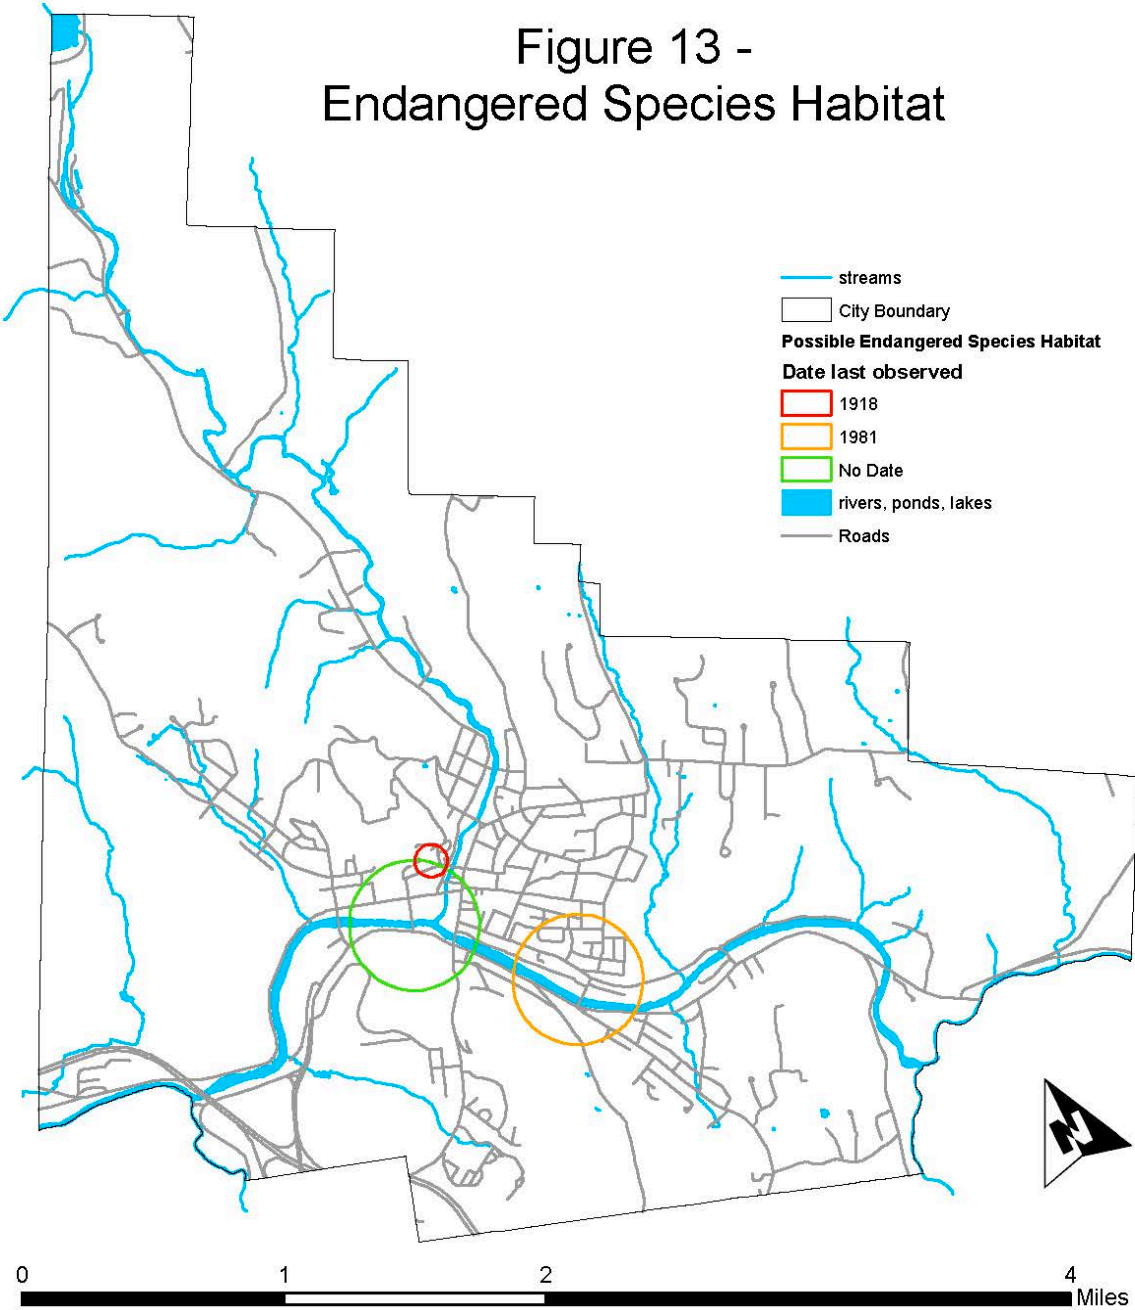 Figure 13 -
Endangered Species Habitat
streams
City Boundary
Possible Endangered Species Habitat
Date last observed
1918
1981
No Date
rivers, ponds, lakes
Roads
N
0 1 2 4
Miles